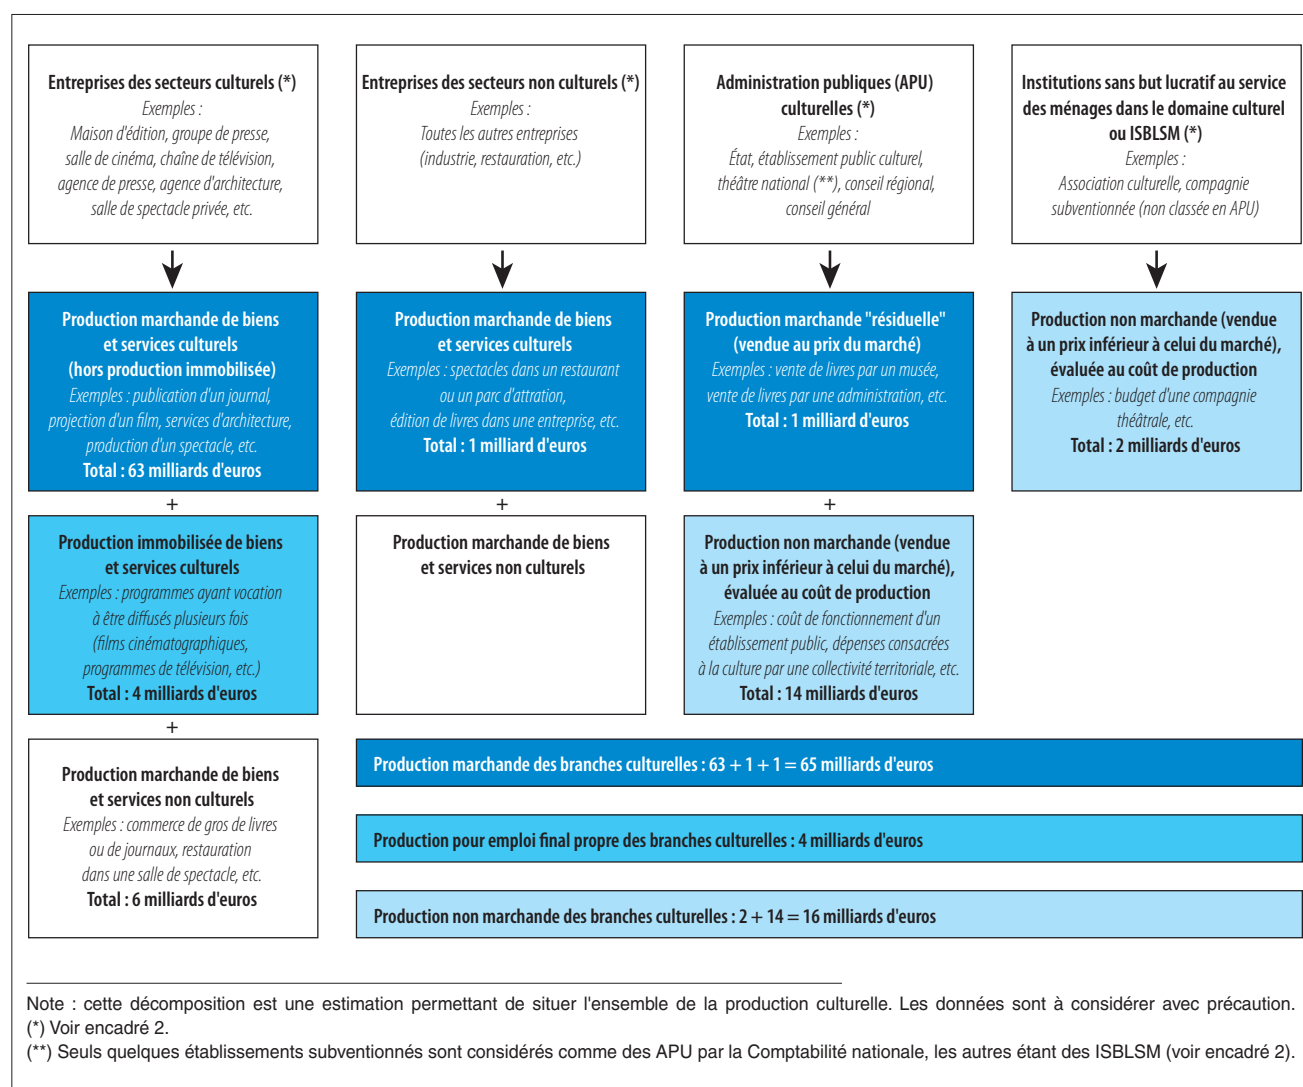 Entreprises des secteurs culturels (*)
Exemples :
Maison d'édition, groupe de presse,
salle de cinéma, chaîne de télévision,
agence de presse, agence d'architecture,
salle de spectacle privée, etc.
Entreprises des secteurs non culturels (*)
Exemples :
Toutes les autres entreprises
(industrie, restauration, etc.)
Administration publiques (APU)
culturelles (*)
Exemples :
État, établissement public culturel,
théâtre national (**), conseil régional,
conseil général
Institutions sans but lucratif au service
des ménages dans le domaine culturel
ou ISBLSM (*)
Exemples :
Association culturelle, compagnie
subventionnée (non classée en APU)
Production marchande de biens
et services culturels
(hors production immobilisée)
Exemples : publication d'un journal,
projection d'un film, services d'architecture,
production d'un spectacle, etc.
Total : 63 milliards d'euros
Production marchande de biens
et services culturels
Exemples : spectacles dans un restaurant
ou un parc d'attration,
édition de livres dans une entreprise, etc.
Total : 1 milliard d'euros
Production marchande "résiduelle"
(vendue au prix du marché)
Exemples : vente de livres par un musée,
vente de livres par une administration, etc.
Total : 1 milliard d'euros
Production non marchande (vendue
à un prix inférieur à celui du marché),
évaluée au coût de production
Exemples : budget d'une compagnie
théâtrale, etc.
Total : 2 milliards d'euros
+
+
+
Production immobilisée de biens
et services culturels
Exemples : programmes ayant vocation
à être diffusés plusieurs fois
(films cinématographiques,
programmes de télévision, etc.)
Total : 4 milliards d'euros
Production marchande de biens
et services non culturels
Production non marchande (vendue
à un prix inférieur à celui du marché),
évaluée au coût de production
Exemples : coût de fonctionnement d'un
établissement public, dépenses consacrées
à la culture par une collectivité territoriale, etc.
Total : 14 milliards d'euros
+
Production marchande de biens
et services non culturels
Exemples : commerce de gros de livres
ou de journaux, restauration
dans une salle de spectacle, etc.
Total : 6 milliards d'euros
Production marchande des branches culturelles : 63 + 1 + 1 = 65 milliards d'euros
Production pour emploi final propre des branches culturelles : 4 milliards d'euros
Production non marchande des branches culturelles : 2 + 14 = 16 milliards d'euros
Note : cette décomposition est une estimation permettant de situer l'ensemble de la production culturelle. Les données sont à considérer avec précaution.
(*) Voir encadré 2.
(**) Seuls quelques établissements subventionnés sont considérés comme des APU par la Comptabilité nationale, les autres étant des ISBLSM (voir encadré 2).